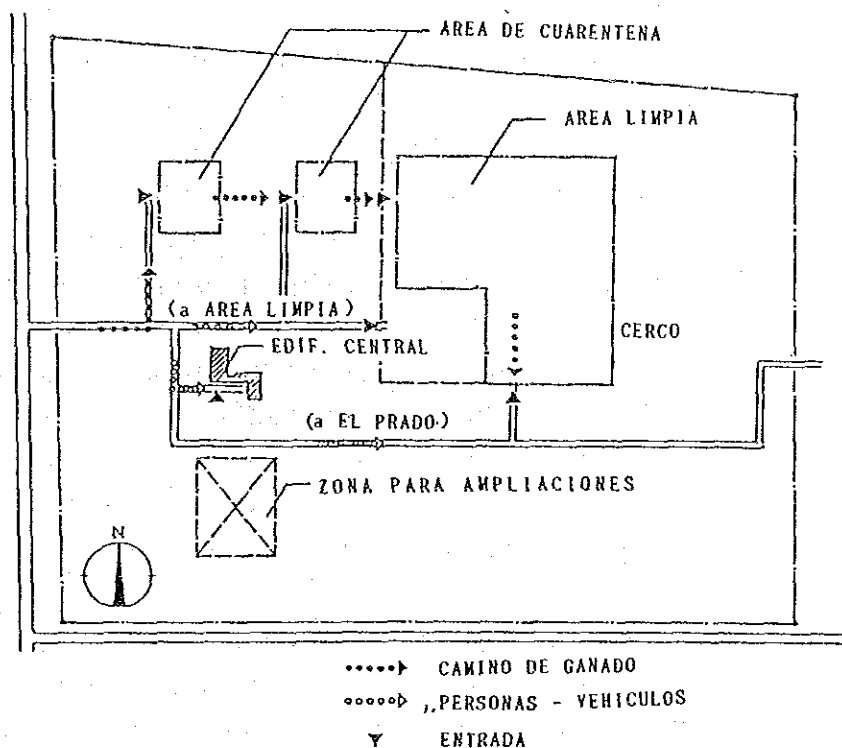 AREA DE CUARENTENA
AREA LIMPIA
(a AREA LIMPIA)
CERCO
EDIF. CENTRAL
(a EL PRADO)
ZONA PARA AMPLIACIONES
N
CAMINO DE GANADO
PERSONAS - VEHICULOS
ENTRADA